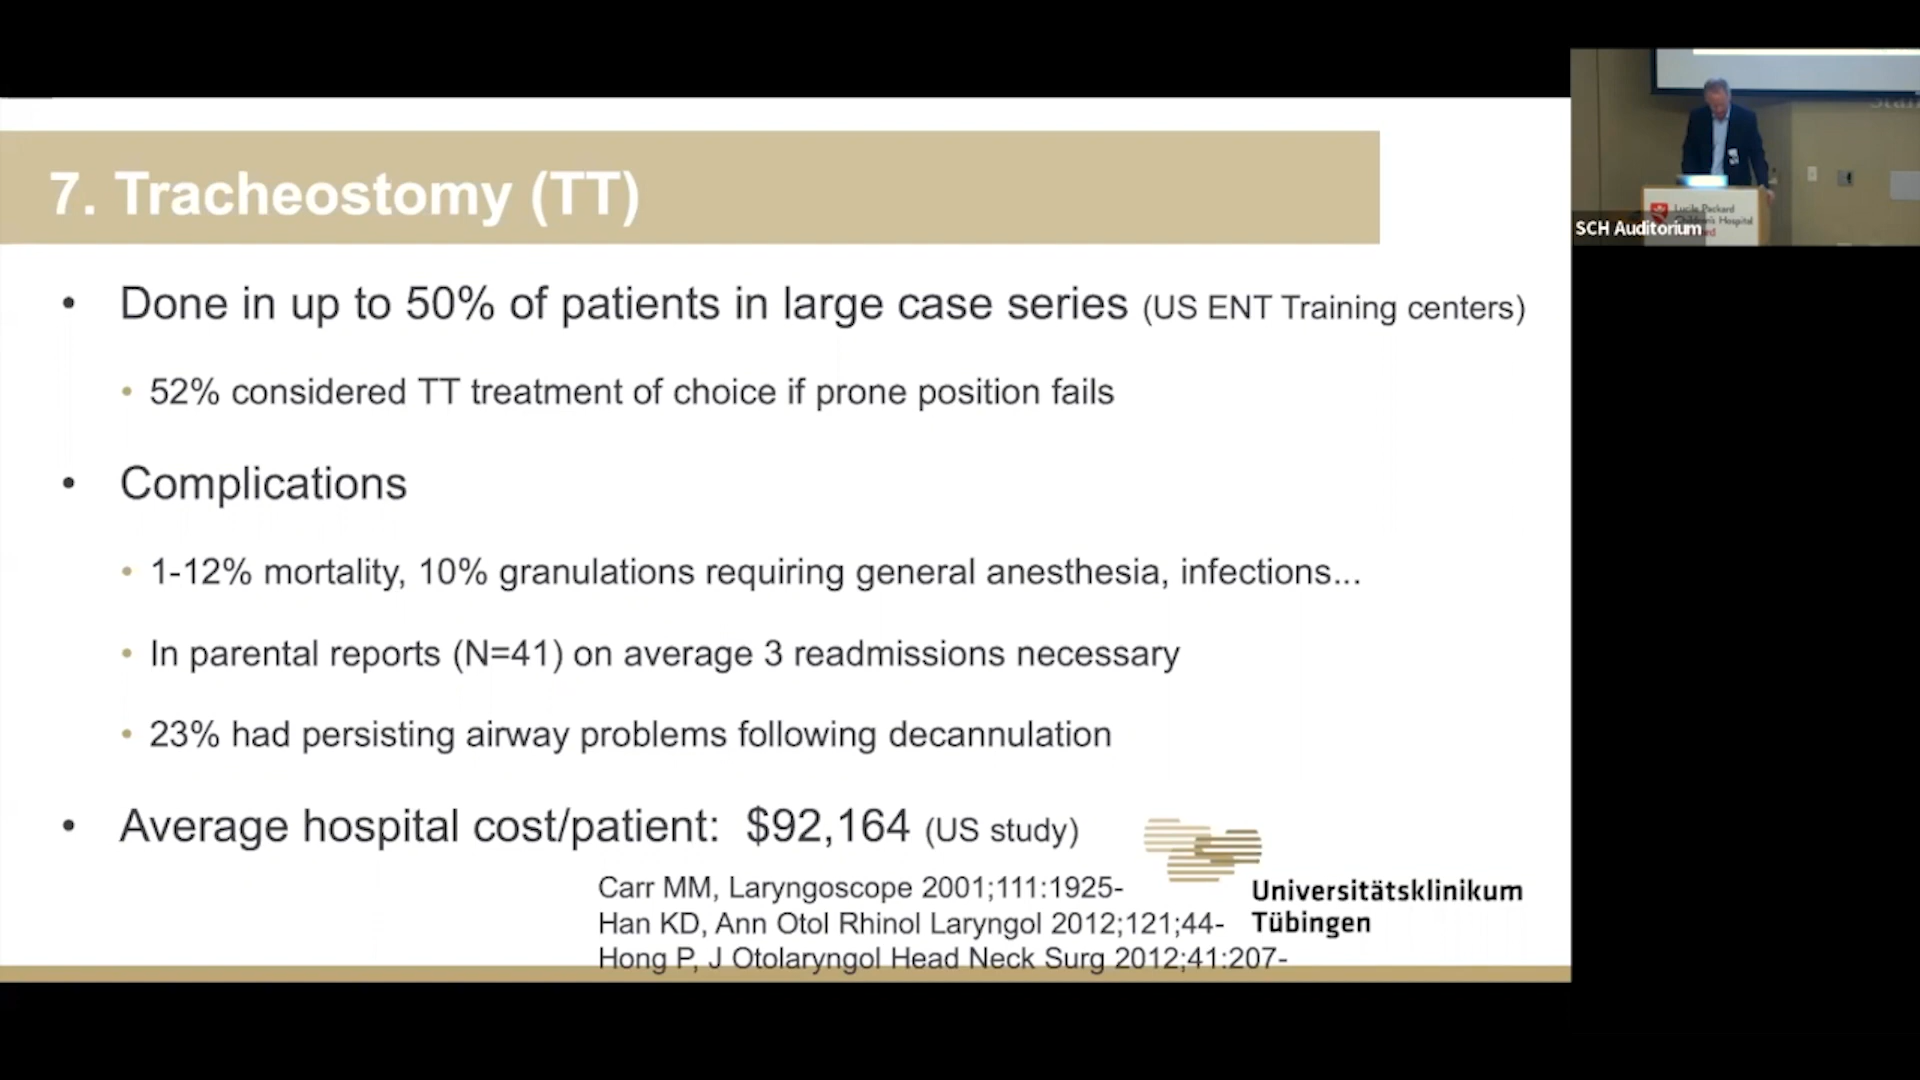 7. Tracheostomy (TT)
• Done in up to 50% of patients in large case series (US ENT Training centers)
• 52% considered TT treatment of choice if prone position fails
• Complications
• 1-12% mortality, 10% granulations requiring general anesthesia, infections...
• In parental reports (N=41) on average 3 readmissions necessary
• 23% had persisting airway problems following decannulation
• Average hospital cost/patient: $92,164 (US study)
Carr MM, Laryngoscope 2001;111:1925-
Han KD, Ann Otol Rhinol Laryngol 2012;121;44-
Hong P, J Otolaryngol Head Neck Surg 2012;41:207-
Universitätsklinikum
Tübingen
Lucile Packard
Children's Hospital
SCH Auditorium